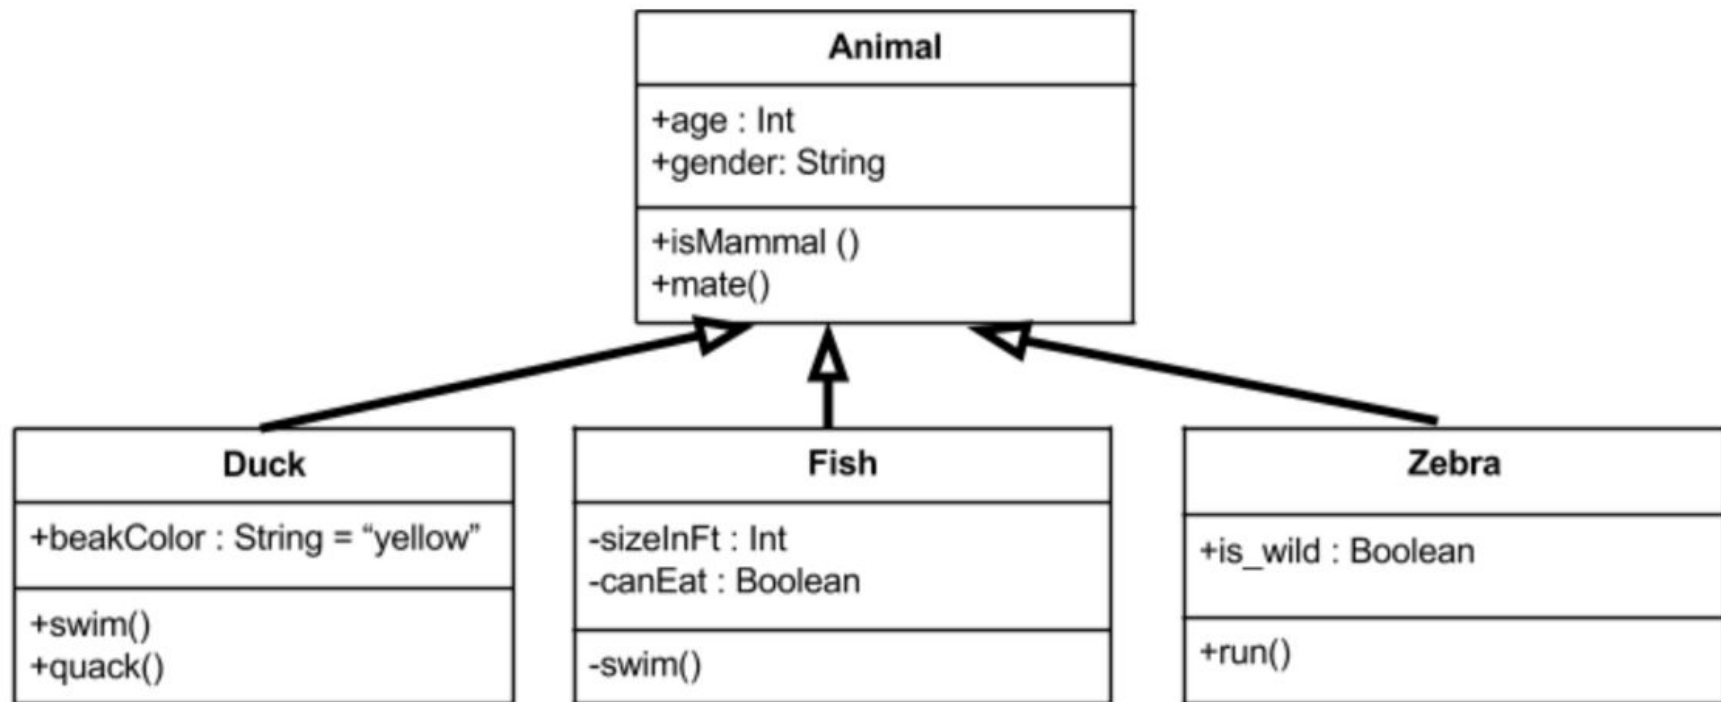 Animal
+age : Int
+gender: String
+isMammal ()
+mate()
Duck
+beakColor : String = “yellow”
+swim()
+quack()
Fish
-sizeInFt : Int
-canEat : Boolean
-swim()
Zebra
+is_wild : Boolean
+run()